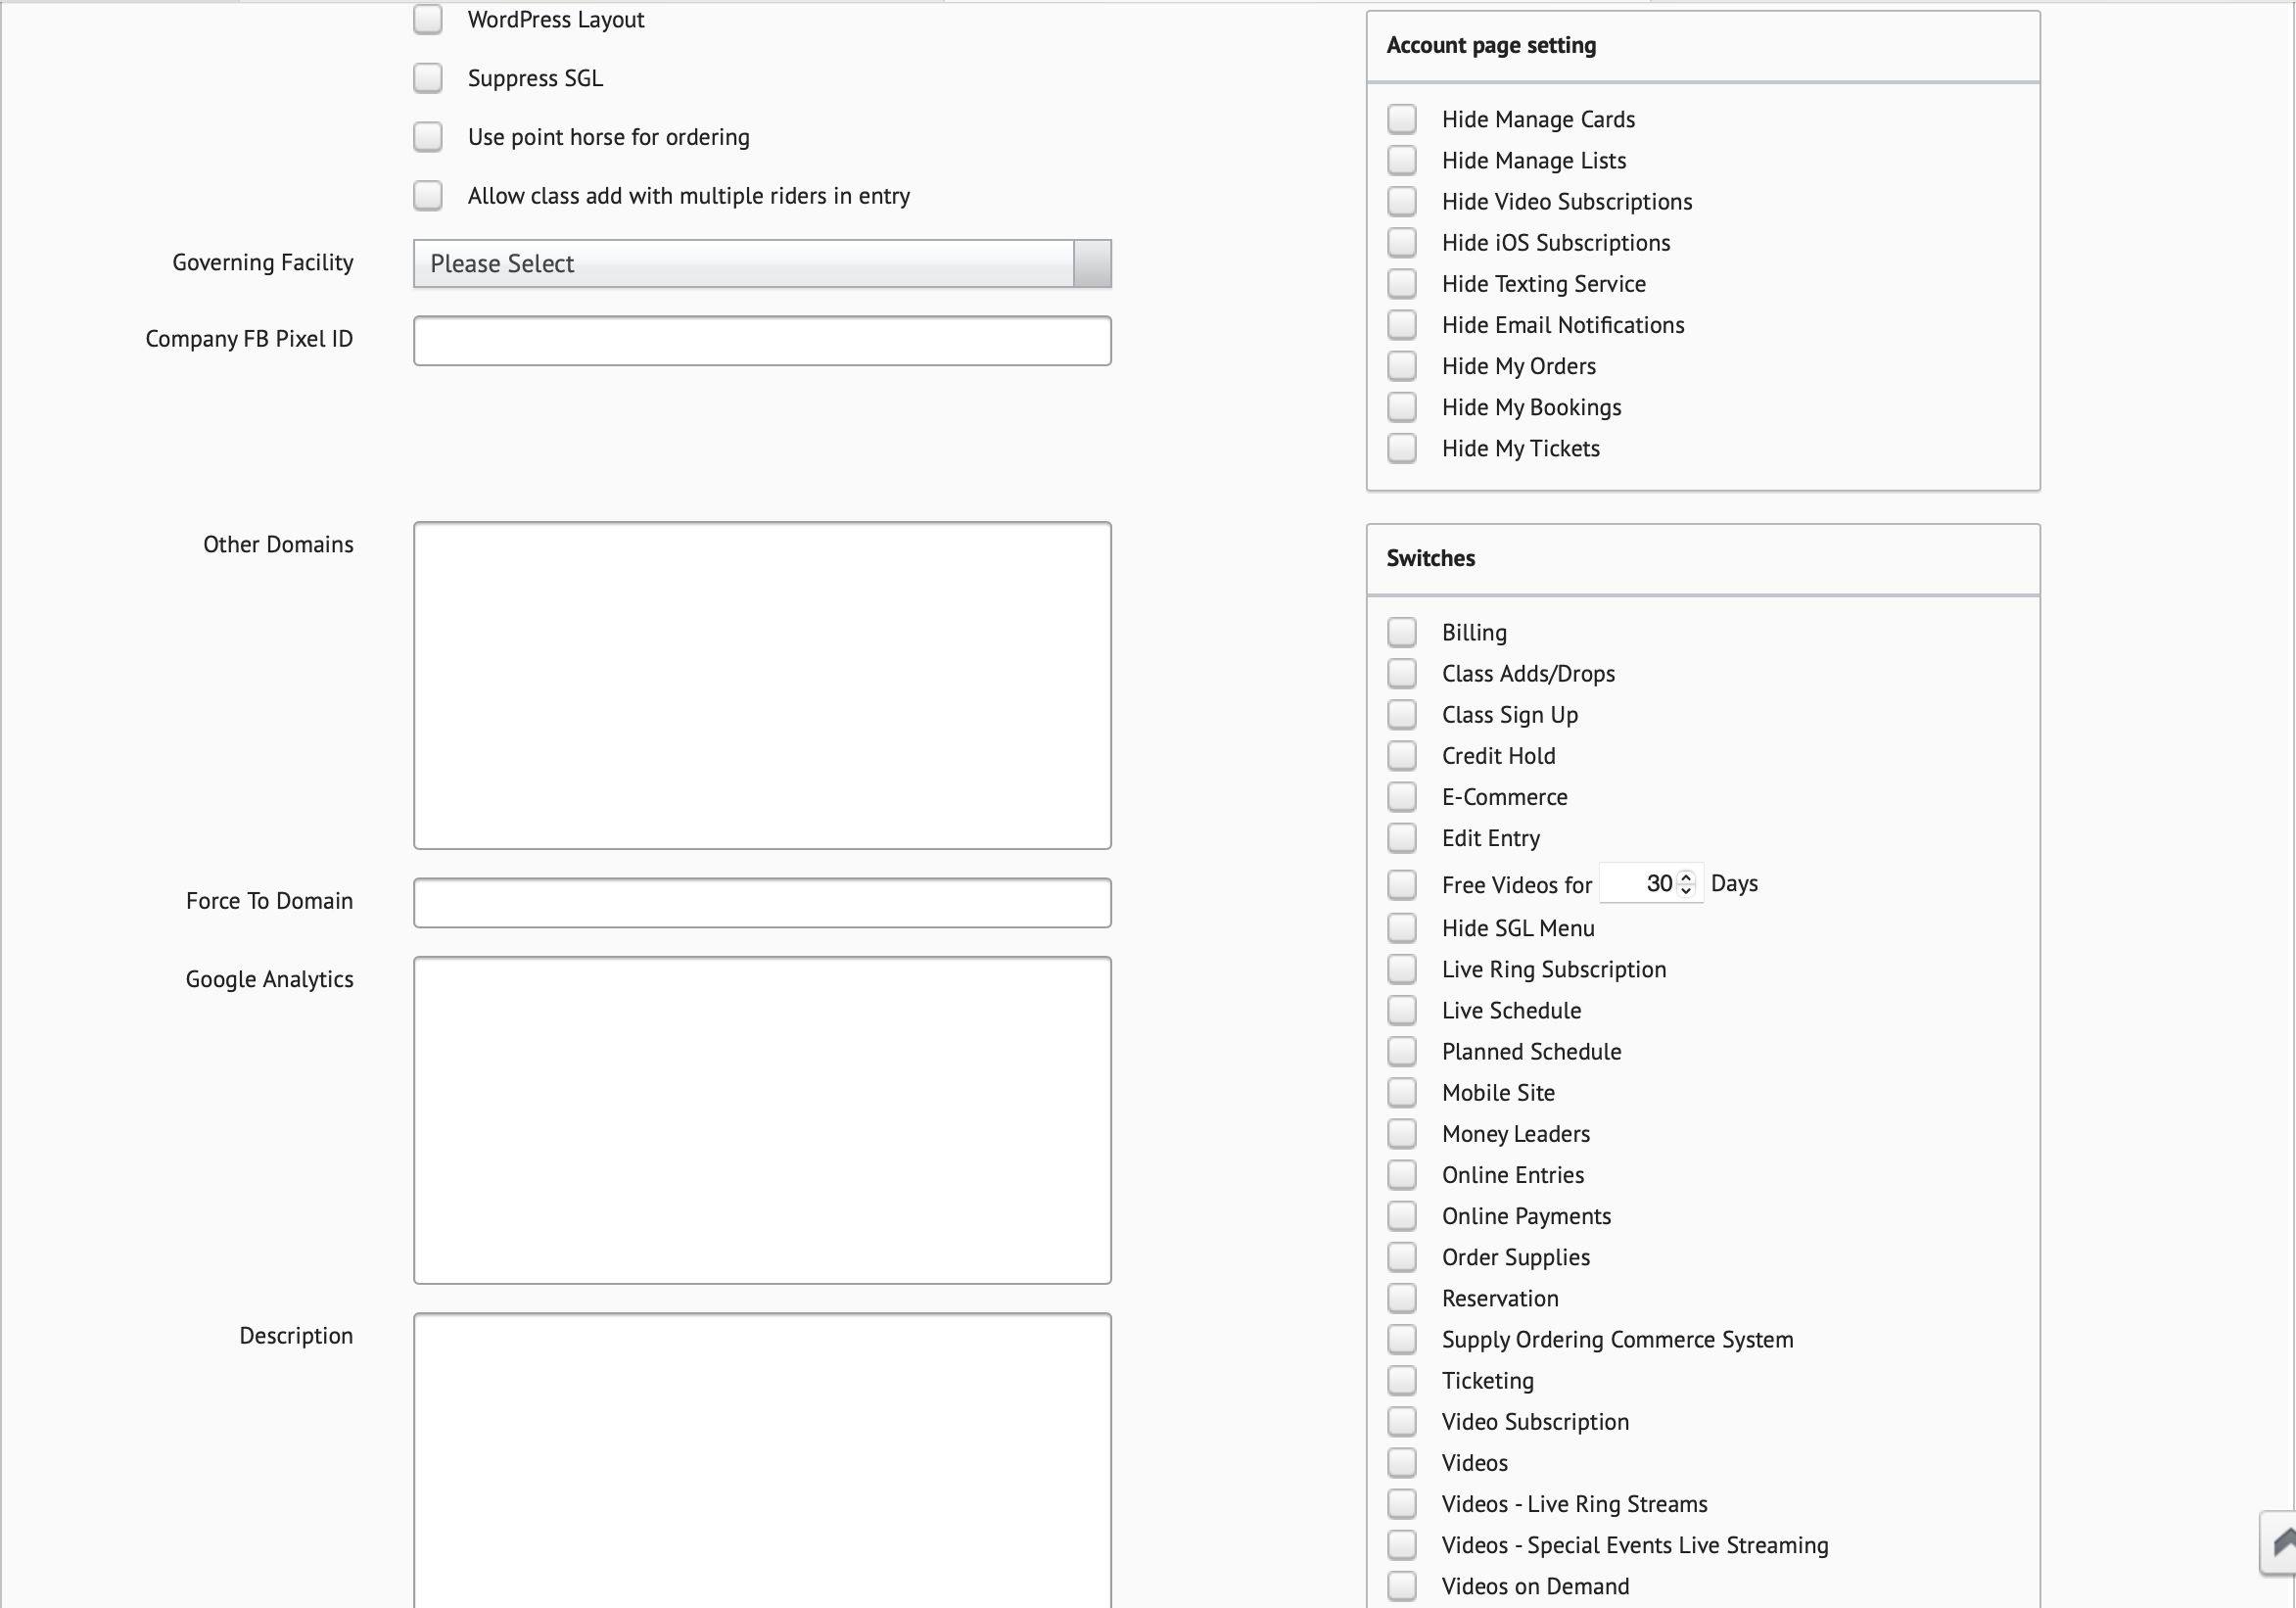 WordPress Layout
Suppress SGL
Use point horse for ordering
Allow class add with multiple riders in entry
Governing Facility
Please Select
Company FB Pixel ID
Other Domains
Force To Domain
Google Analytics
Description
Account page setting
Hide Manage Cards
Hide Manage Lists
Hide Video Subscriptions
Hide iOS Subscriptions
Hide Texting Service
Hide Email Notifications
Hide My Orders
Hide My Bookings
Hide My Tickets
Switches
Billing
Class Adds/Drops
Class Sign Up
Credit Hold
E-Commerce
Edit Entry
Free Videos for 30 Days
Hide SGL Menu
Live Ring Subscription
Live Schedule
Planned Schedule
Mobile Site
Money Leaders
Online Entries
Online Payments
Order Supplies
Reservation
Supply Ordering Commerce System
Ticketing
Video Subscription
Videos
Videos - Live Ring Streams
Videos - Special Events Live Streaming
Videos on Demand